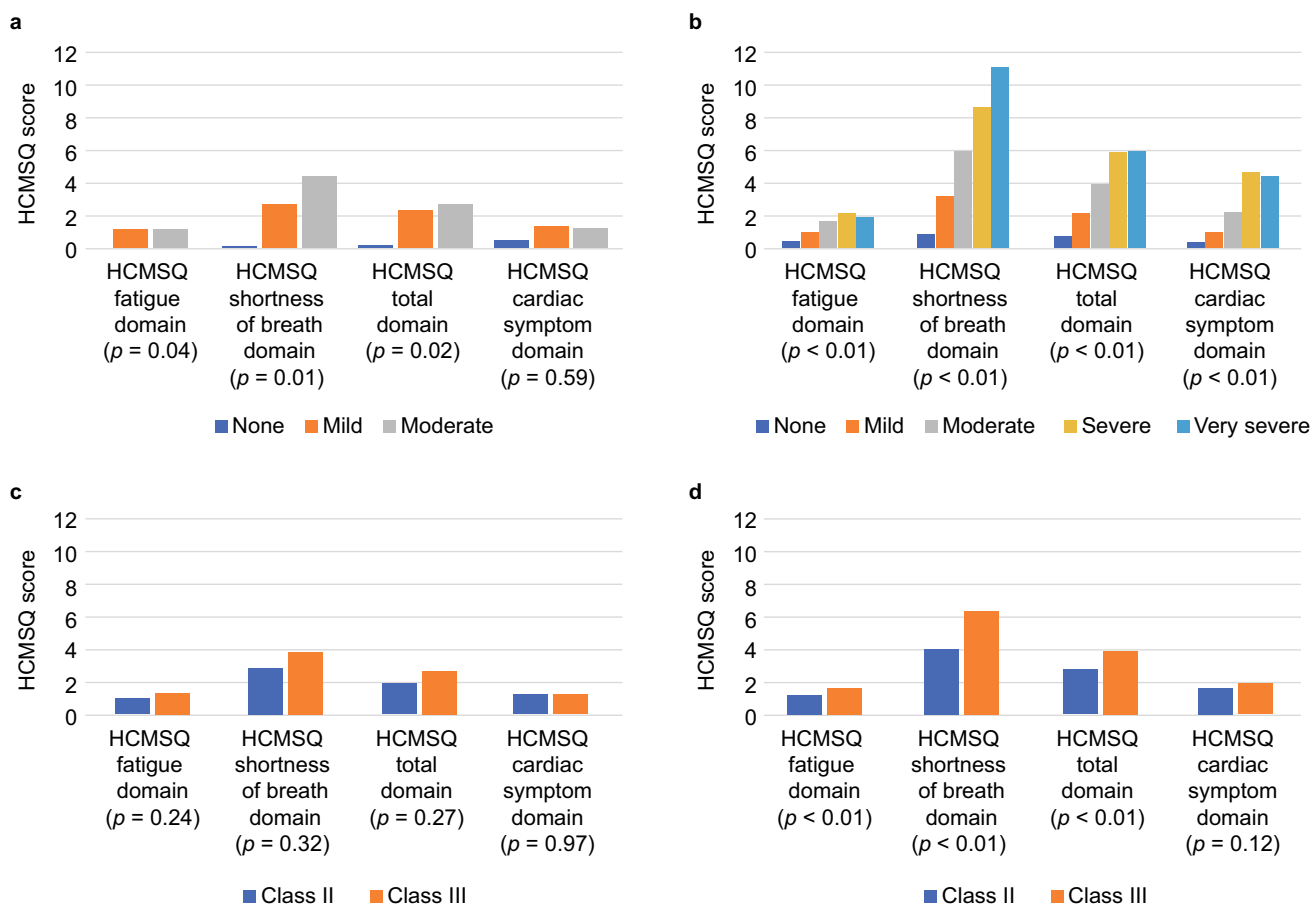 a
HCMSQ score
12
10
8
6
4
2
0
HCMSQ fatigue domain (p = 0.04)
HCMSQ shortness of breath domain (p = 0.01)
HCMSQ total domain (p = 0.02)
HCMSQ cardiac symptom domain (p = 0.59)
None Mild Moderate
b
HCMSQ score
12
10
8
6
4
2
0
HCMSQ fatigue domain (p < 0.01)
HCMSQ shortness of breath domain (p < 0.01)
HCMSQ total domain (p < 0.01)
HCMSQ cardiac symptom domain (p < 0.01)
None Mild Moderate Severe Very severe
c
HCMSQ score
12
10
8
6
4
2
0
HCMSQ fatigue domain (p = 0.24)
HCMSQ shortness of breath domain (p = 0.32)
HCMSQ total domain (p = 0.27)
HCMSQ cardiac symptom domain (p = 0.97)
Class II Class III
d
HCMSQ score
12
10
8
6
4
2
0
HCMSQ fatigue domain (p < 0.01)
HCMSQ shortness of breath domain (p < 0.01)
HCMSQ total domain (p < 0.01)
HCMSQ cardiac symptom domain (p = 0.12)
Class II Class III